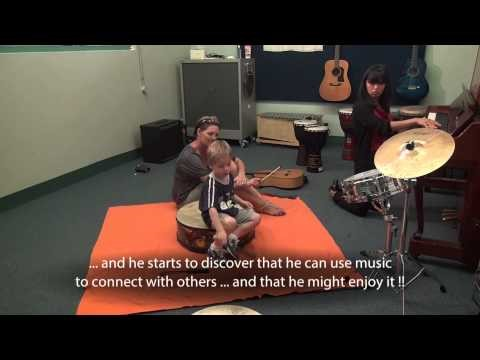 ... and he starts to discover that he can use music
to connect with others ... and that he might enjoy it !!